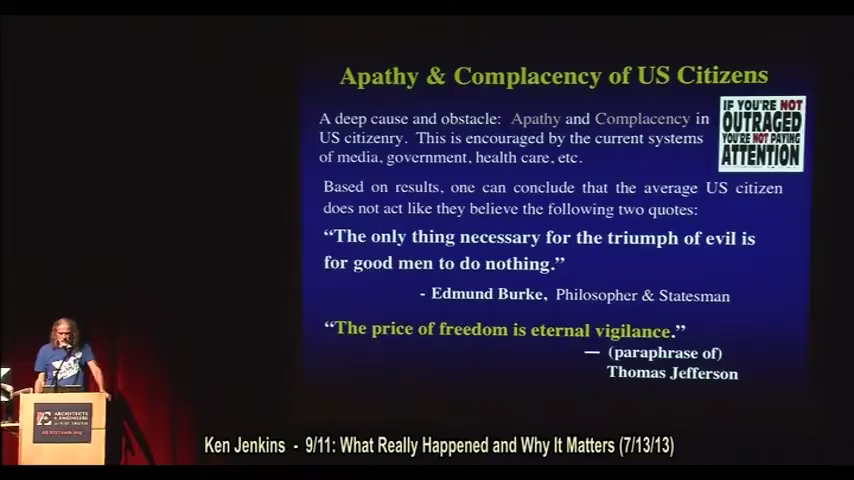 Apathy & Complacency of US Citizens
A deep cause and obstacle: Apathy and Complacency in
US citizenry. This is encouraged by the current systems
of media, government, health care, etc.
IF YOU'RE NOT
OUTRAGED
YOU'RE NOT PAYING
ATTENTION
Based on results, one can conclude that the average US citizen
does not act like they believe the following two quotes:
“The only thing necessary for the triumph of evil is
for good men to do nothing.”
- Edmund Burke, Philosopher & Statesman
“The price of freedom is eternal vigilance.”
— (paraphrase of)
Thomas Jefferson
ARCHITECTS
& ENGINEERS
Ken Jenkins - 9/11: What Really Happened and Why It Matters (7/13/13)